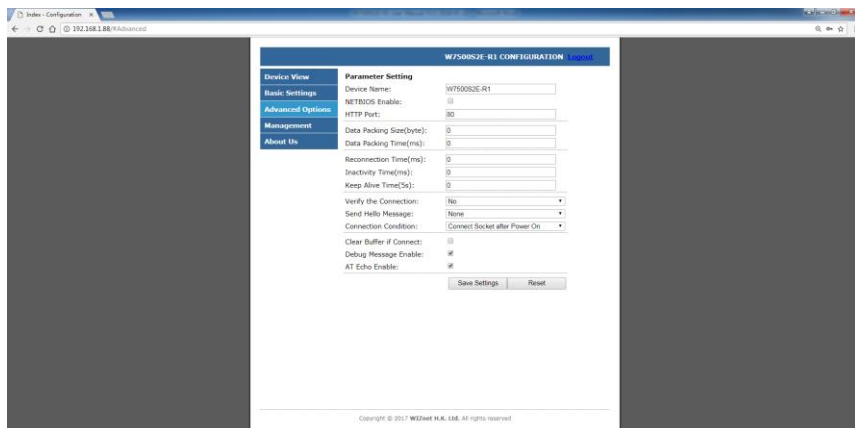 Index - Configuration
192.168.1.88/#Advanced
W7500S2E-R1 CONFIGURATION Logout
Device View
Basic Settings
Advanced Options
Management
About Us
Parameter Setting
Device Name: W7500S2E-R1
NETBIOS Enable:
HTTP Port: 80
Data Packing Size(byte): 0
Data Packing Time(ms): 0
Reconnection Time(ms): 0
Inactivity Time(ms): 0
Keep Alive Time(5s): 0
Verify the Connection: No
Send Hello Message: None
Connection Condition: Connect Socket after Power On
Clear Buffer if Connect:
Debug Message Enable:
AT Echo Enable:
Save Settings Reset
Copyright © 2017 WIZnet H.K. Ltd. All rights reserved